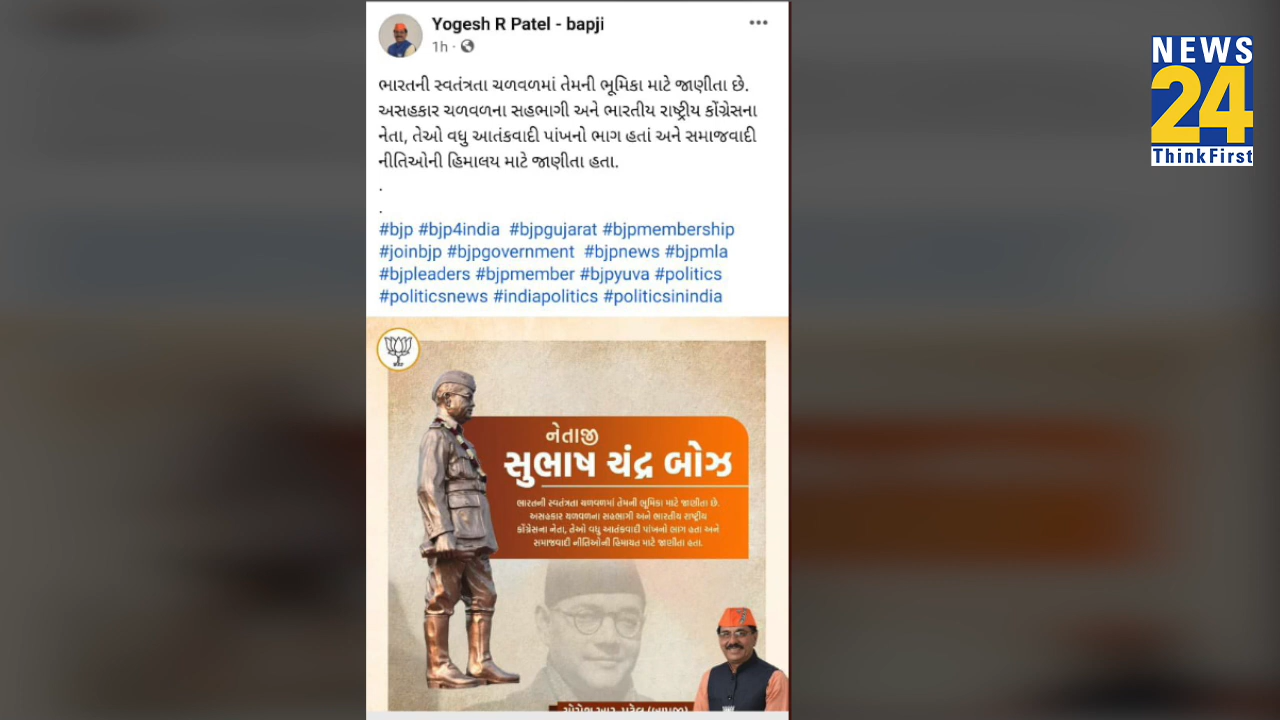 Yogesh R Patel - bapji
1h ·
ભારતની સ્વતંત્રતા ચળવળમાં તેમની ભૂમિકા માટે જાણીતા છે.
અસહકાર ચળવળના સહભાગી અને ભારતીય રાષ્ટ્રીય કોંગ્રેસના
નેતા, તેઓ વધુ આતંકવાદી પાંખનો ભાગ હતાં અને સમાજવાદી
નીતિઓની હિમાલય માટે જાણીતા હતા.
.
.
#bjp #bjp4india #bjpgujarat #bjpmembership
#joinbjp #bjpgovernment #bjpnews #bjpmla
#bjpleaders #bjpmember #bjpyuva #politics
#politicsnews #indiapolitics #politicsinindia
નેતાજી
સુભાષ ચંદ્ર બોઝ
ભારતની સ્વતંત્રતા ચળવળમાં તેમની ભૂમિકા માટે જાણીતા છે.
અસહકાર ચળવળના સહભાગી અને ભારતીય રાષ્ટ્રીય
કોંગ્રેસના નેતા, તેઓ વધુ આતંકવાદી પાંખનો ભાગ હતા અને
સમાજવાદી નીતિઓની હિમાયત માટે જાણીતા હતા.
NEWS
24
ThinkFirst